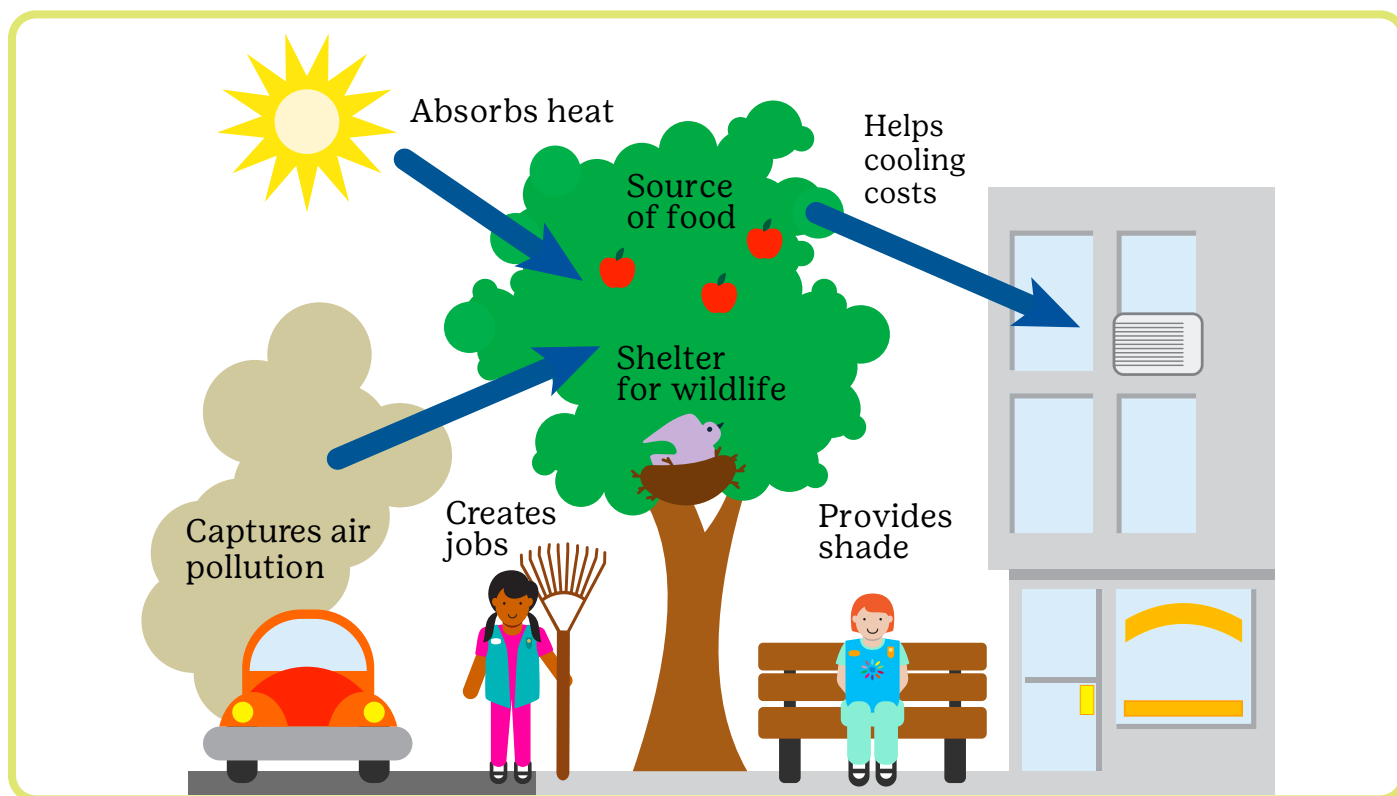 Absorbs heat
Helps
cooling
costs
Source
of food
Shelter
for wildlife
Captures air
pollution
Creates
jobs
Provides
shade